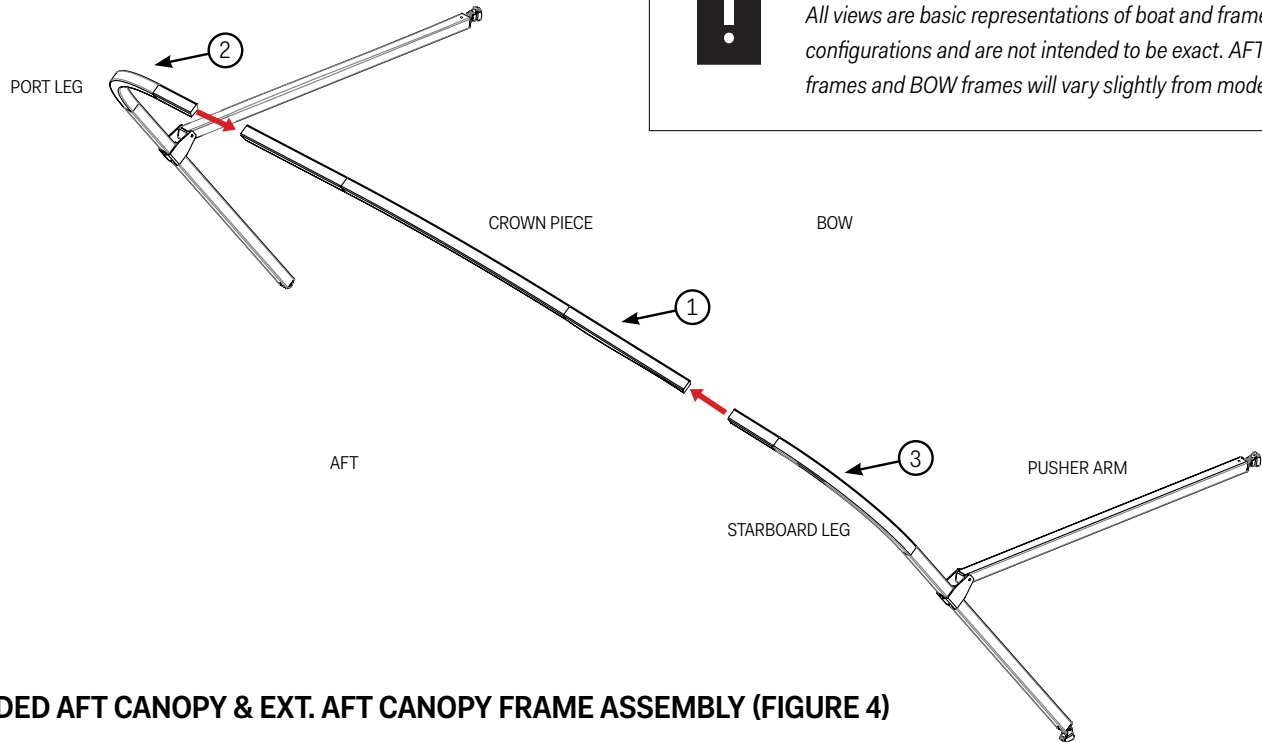 All views are basic representations of boat and frame
configurations and are not intended to be exact. AFT
frames and BOW frames will vary slightly from mode
2
PORT LEG
CROWN PIECE
BOW
1
AFT
3
PUSHER ARM
STARBOARD LEG
DED AFT CANOPY & EXT. AFT CANOPY FRAME ASSEMBLY (FIGURE 4)